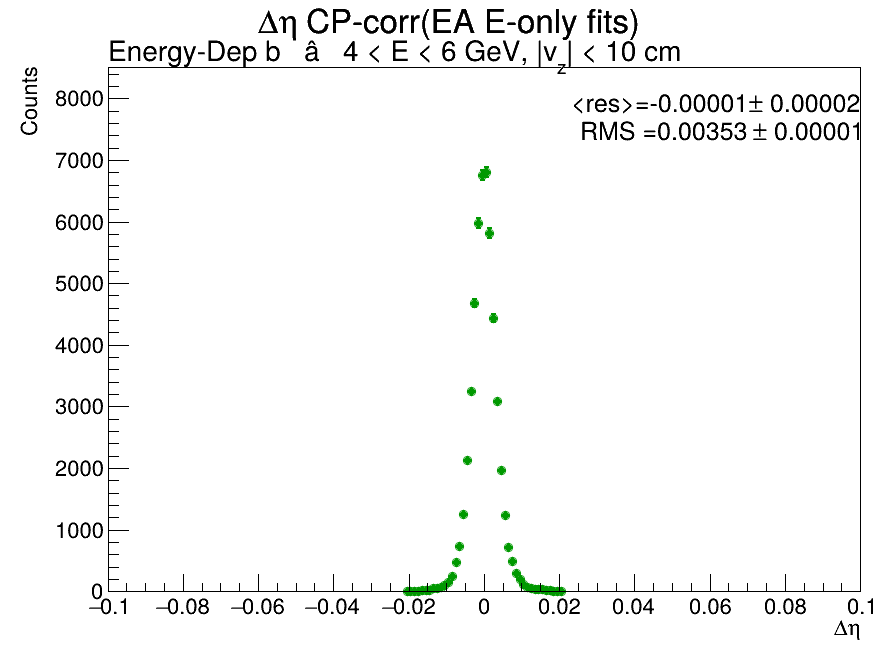 Δη CP-corr(EA E-only fits)
Energy-Dep b â 4 < E < 6 GeV, |v_z| < 10 cm
Counts
<res>=-0.00001± 0.00002
RMS =0.00353± 0.00001
8000
7000
6000
5000
4000
3000
2000
1000
0
−0.1 −0.08 −0.06 −0.04 −0.02 0 0.02 0.04 0.06 0.08 0.1
Δη